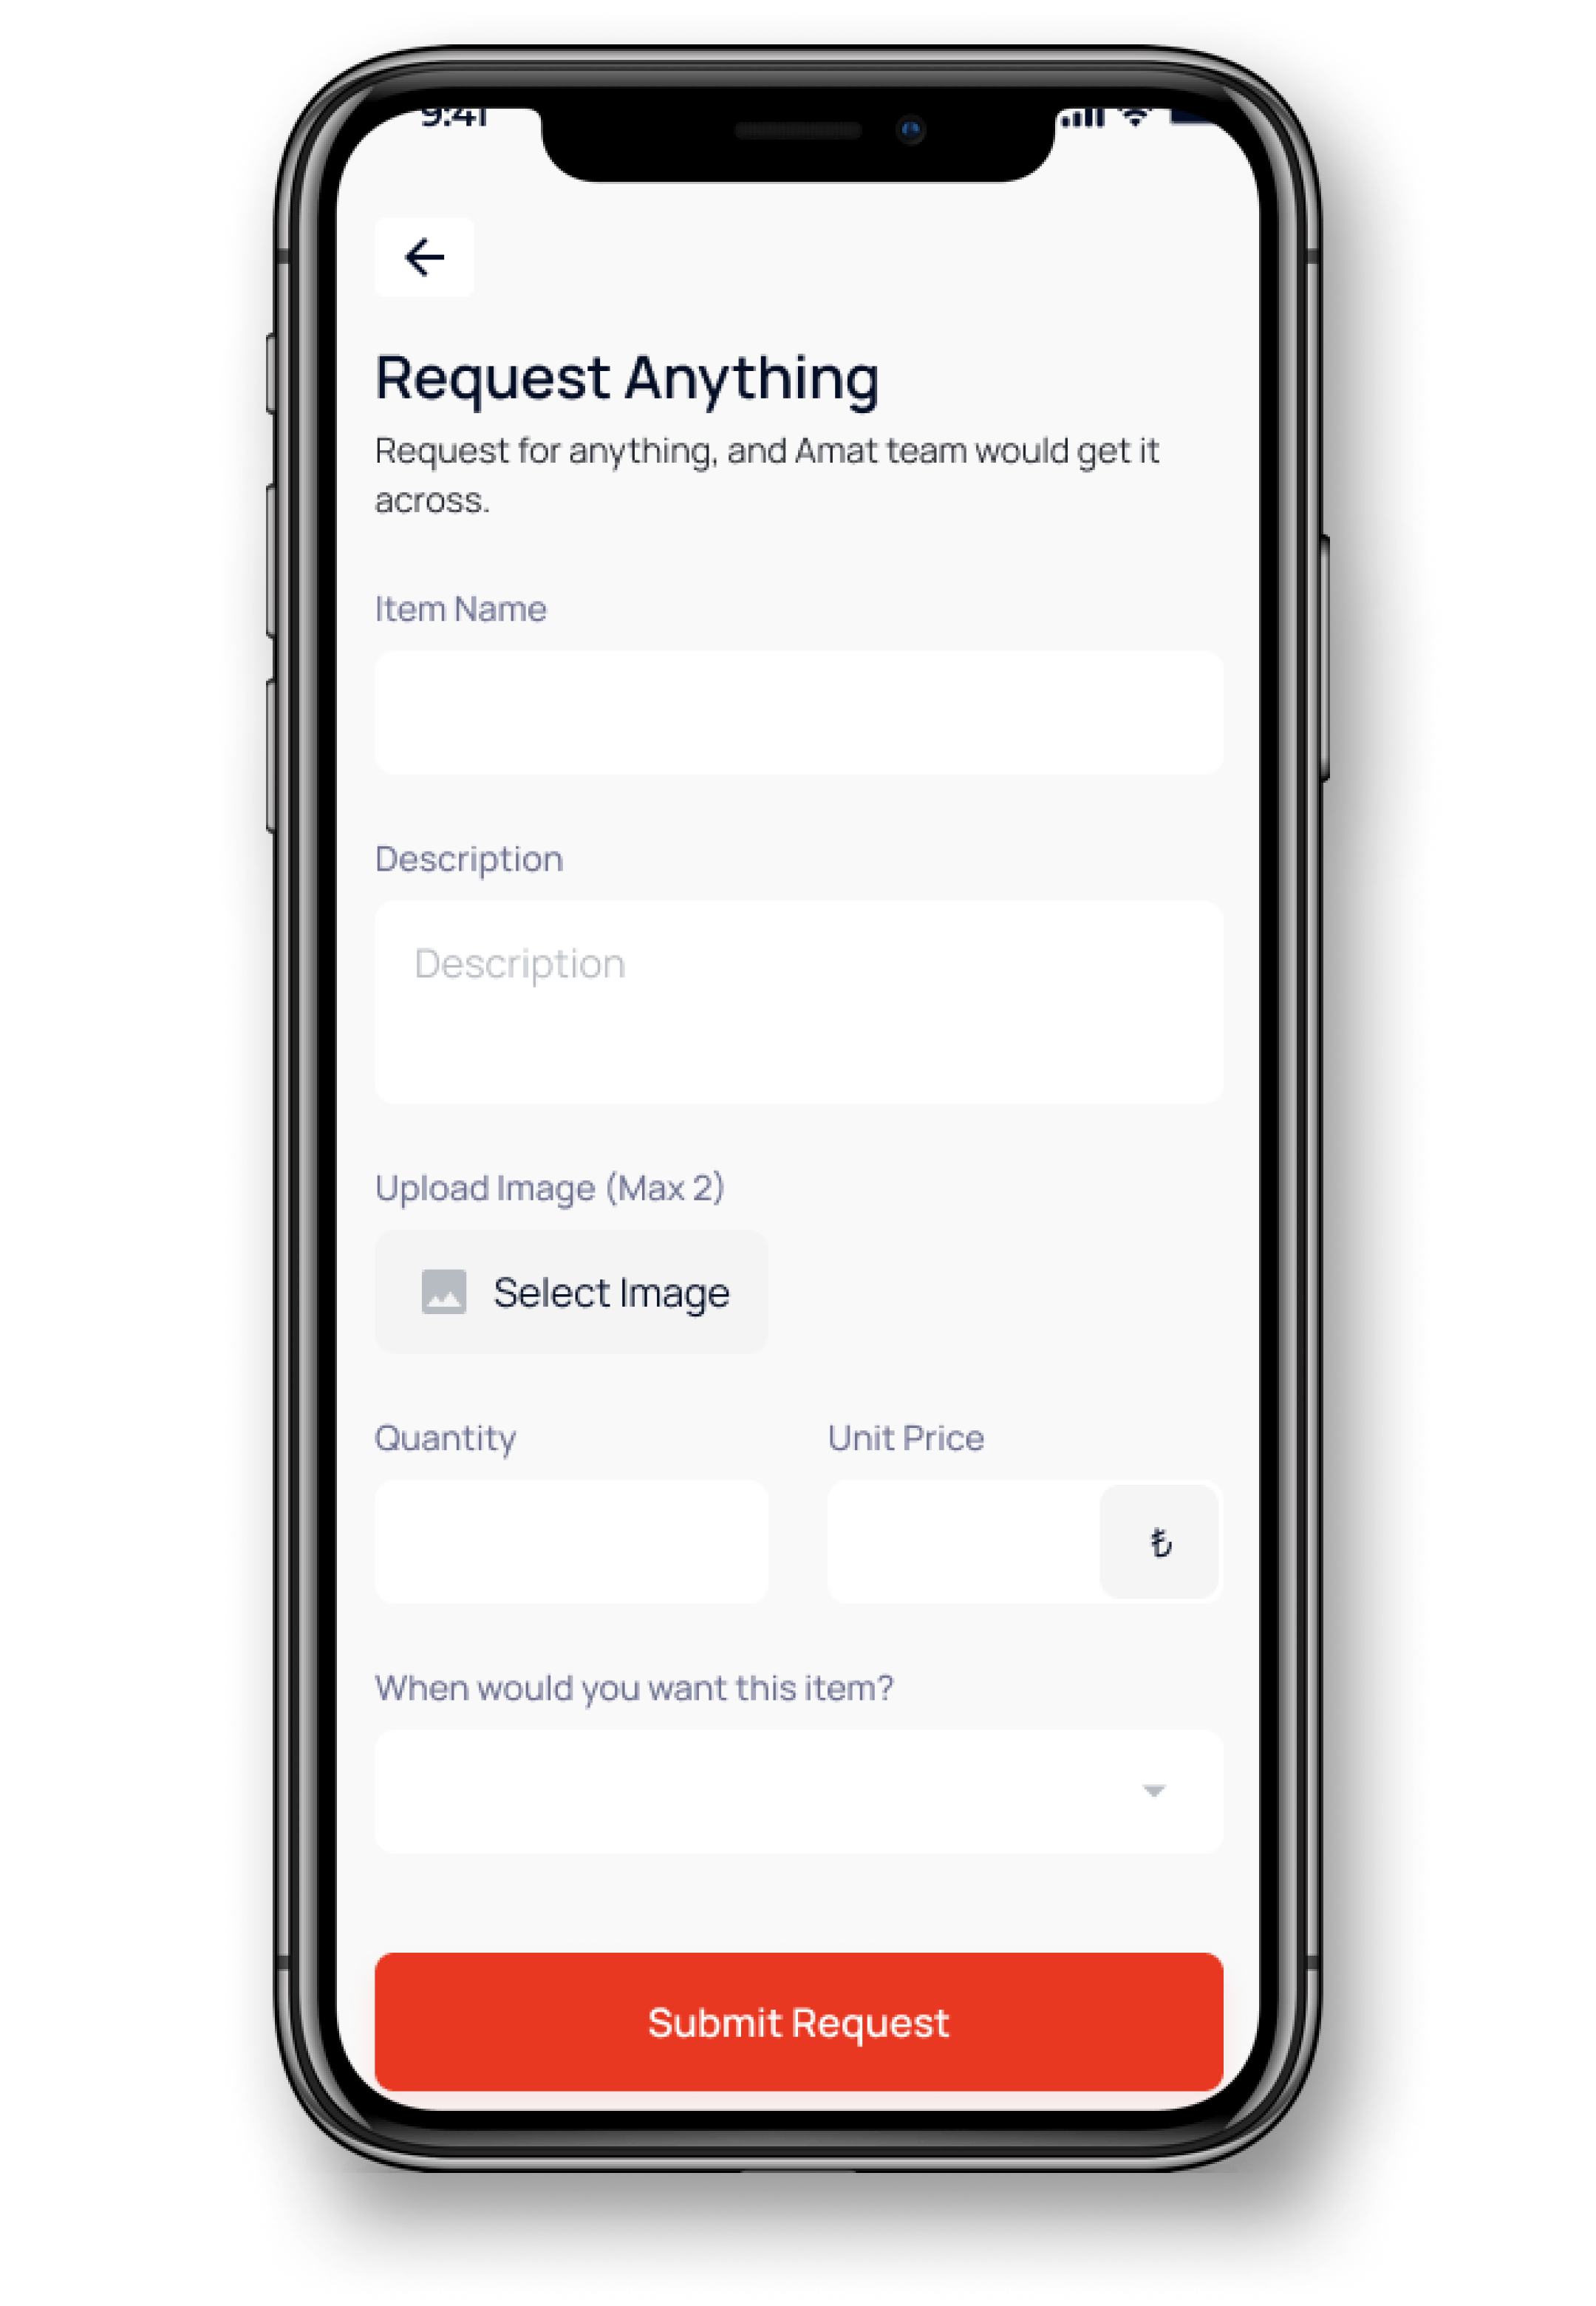 9:41
Request Anything
Request for anything, and Amat team would get it
across.
Item Name
Description
Description
Upload Image (Max 2)
Select Image
Quantity
Unit Price
₺
When would you want this item?
Submit Request